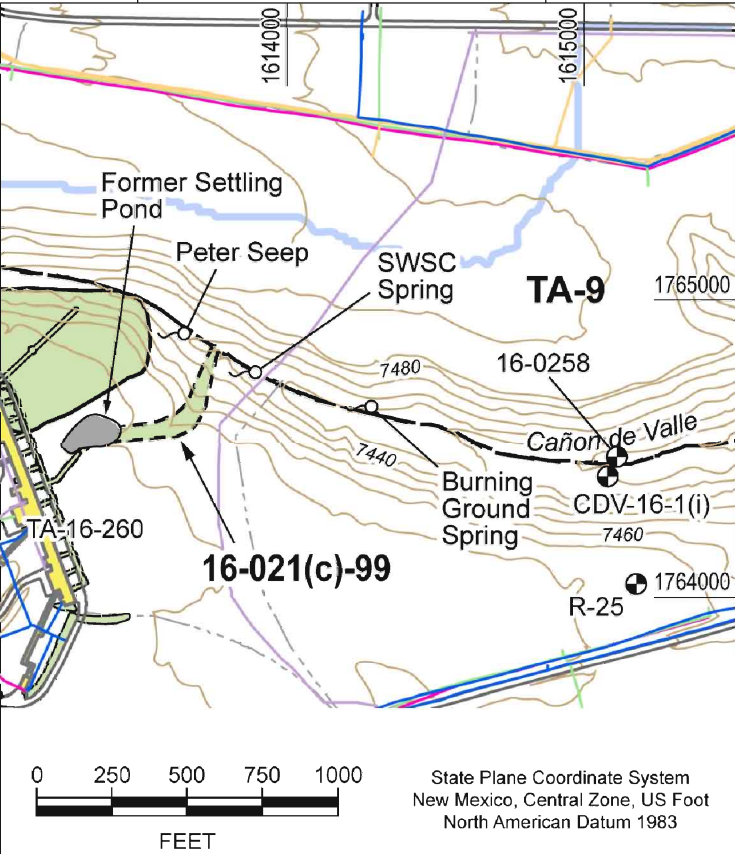 1614000
1615000
Former Settling
Pond
Peter Seep
SWSC
Spring
TA-9
1765000
7480
16-0258
Cañon de Valle
7440
Burning
Ground
Spring
CDV-16-1(i)
TA-16-260
7460
16-021(c)-99
R-25
1764000
0 250 500 750 1000
FEET
State Plane Coordinate System
New Mexico, Central Zone, US Foot
North American Datum 1983